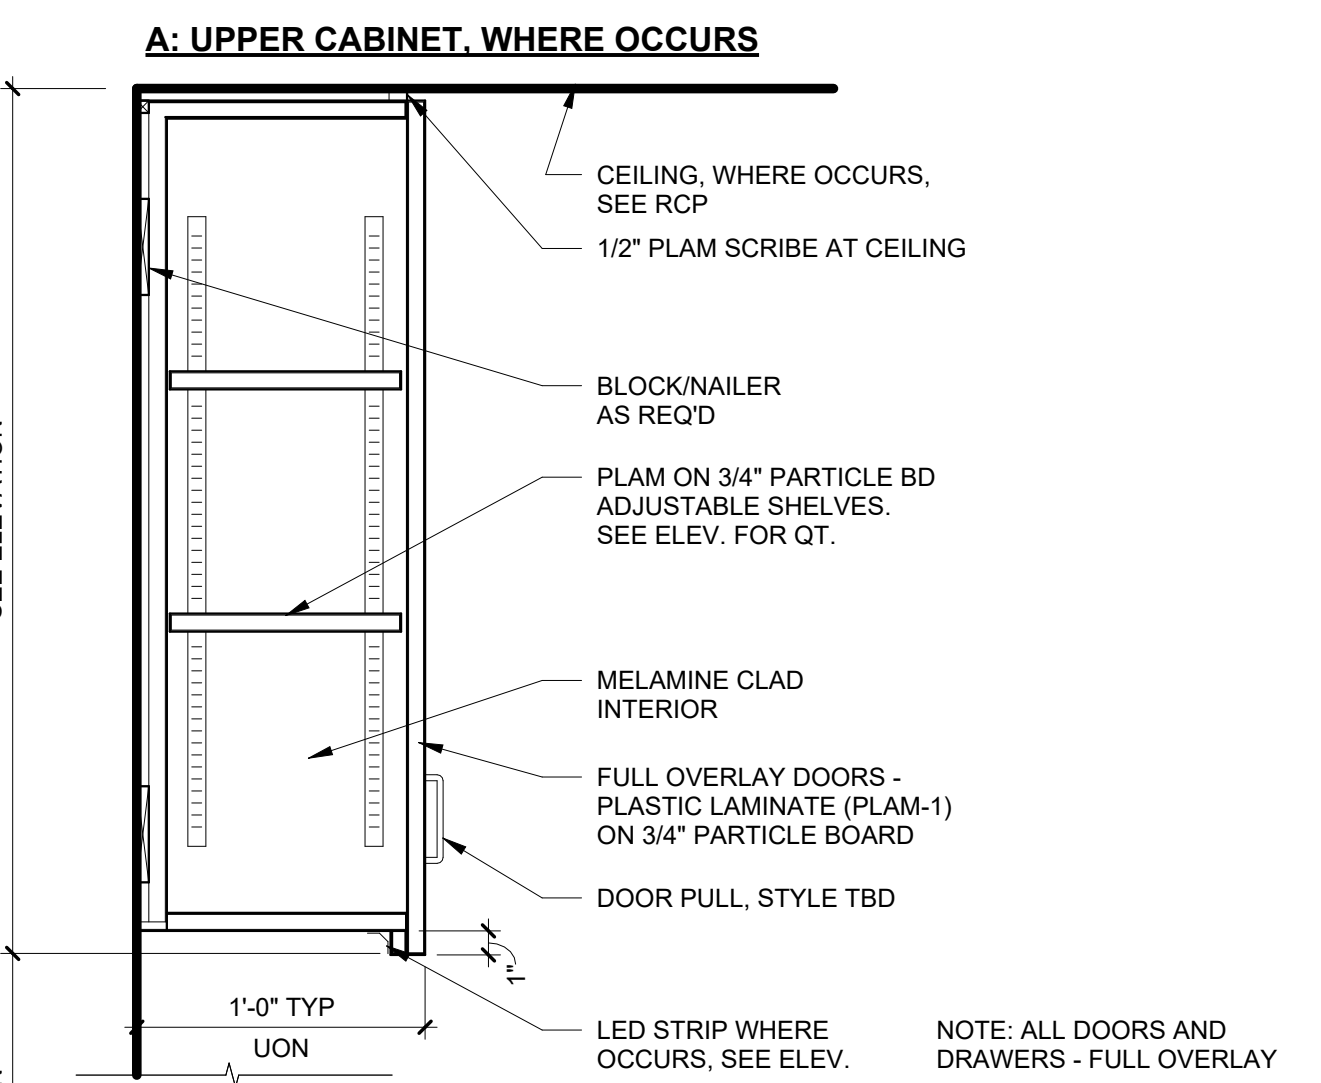 A: UPPER CABINET, WHERE OCCURS
CEILING, WHERE OCCURS,
SEE RCP
1/2" PLAM SCRIBE AT CEILING
BLOCK/NAILER
AS REQ'D
PLAM ON 3/4" PARTICLE BD
ADJUSTABLE SHELVES.
SEE ELEV. FOR QT.
MELAMINE CLAD
INTERIOR
FULL OVERLAY DOORS -
PLASTIC LAMINATE (PLAM-1)
ON 3/4" PARTICLE BOARD
DOOR PULL, STYLE TBD
1"
1'-0" TYP
UON
LED STRIP WHERE
OCCURS, SEE ELEV.
NOTE: ALL DOORS AND
DRAWERS - FULL OVERLAY